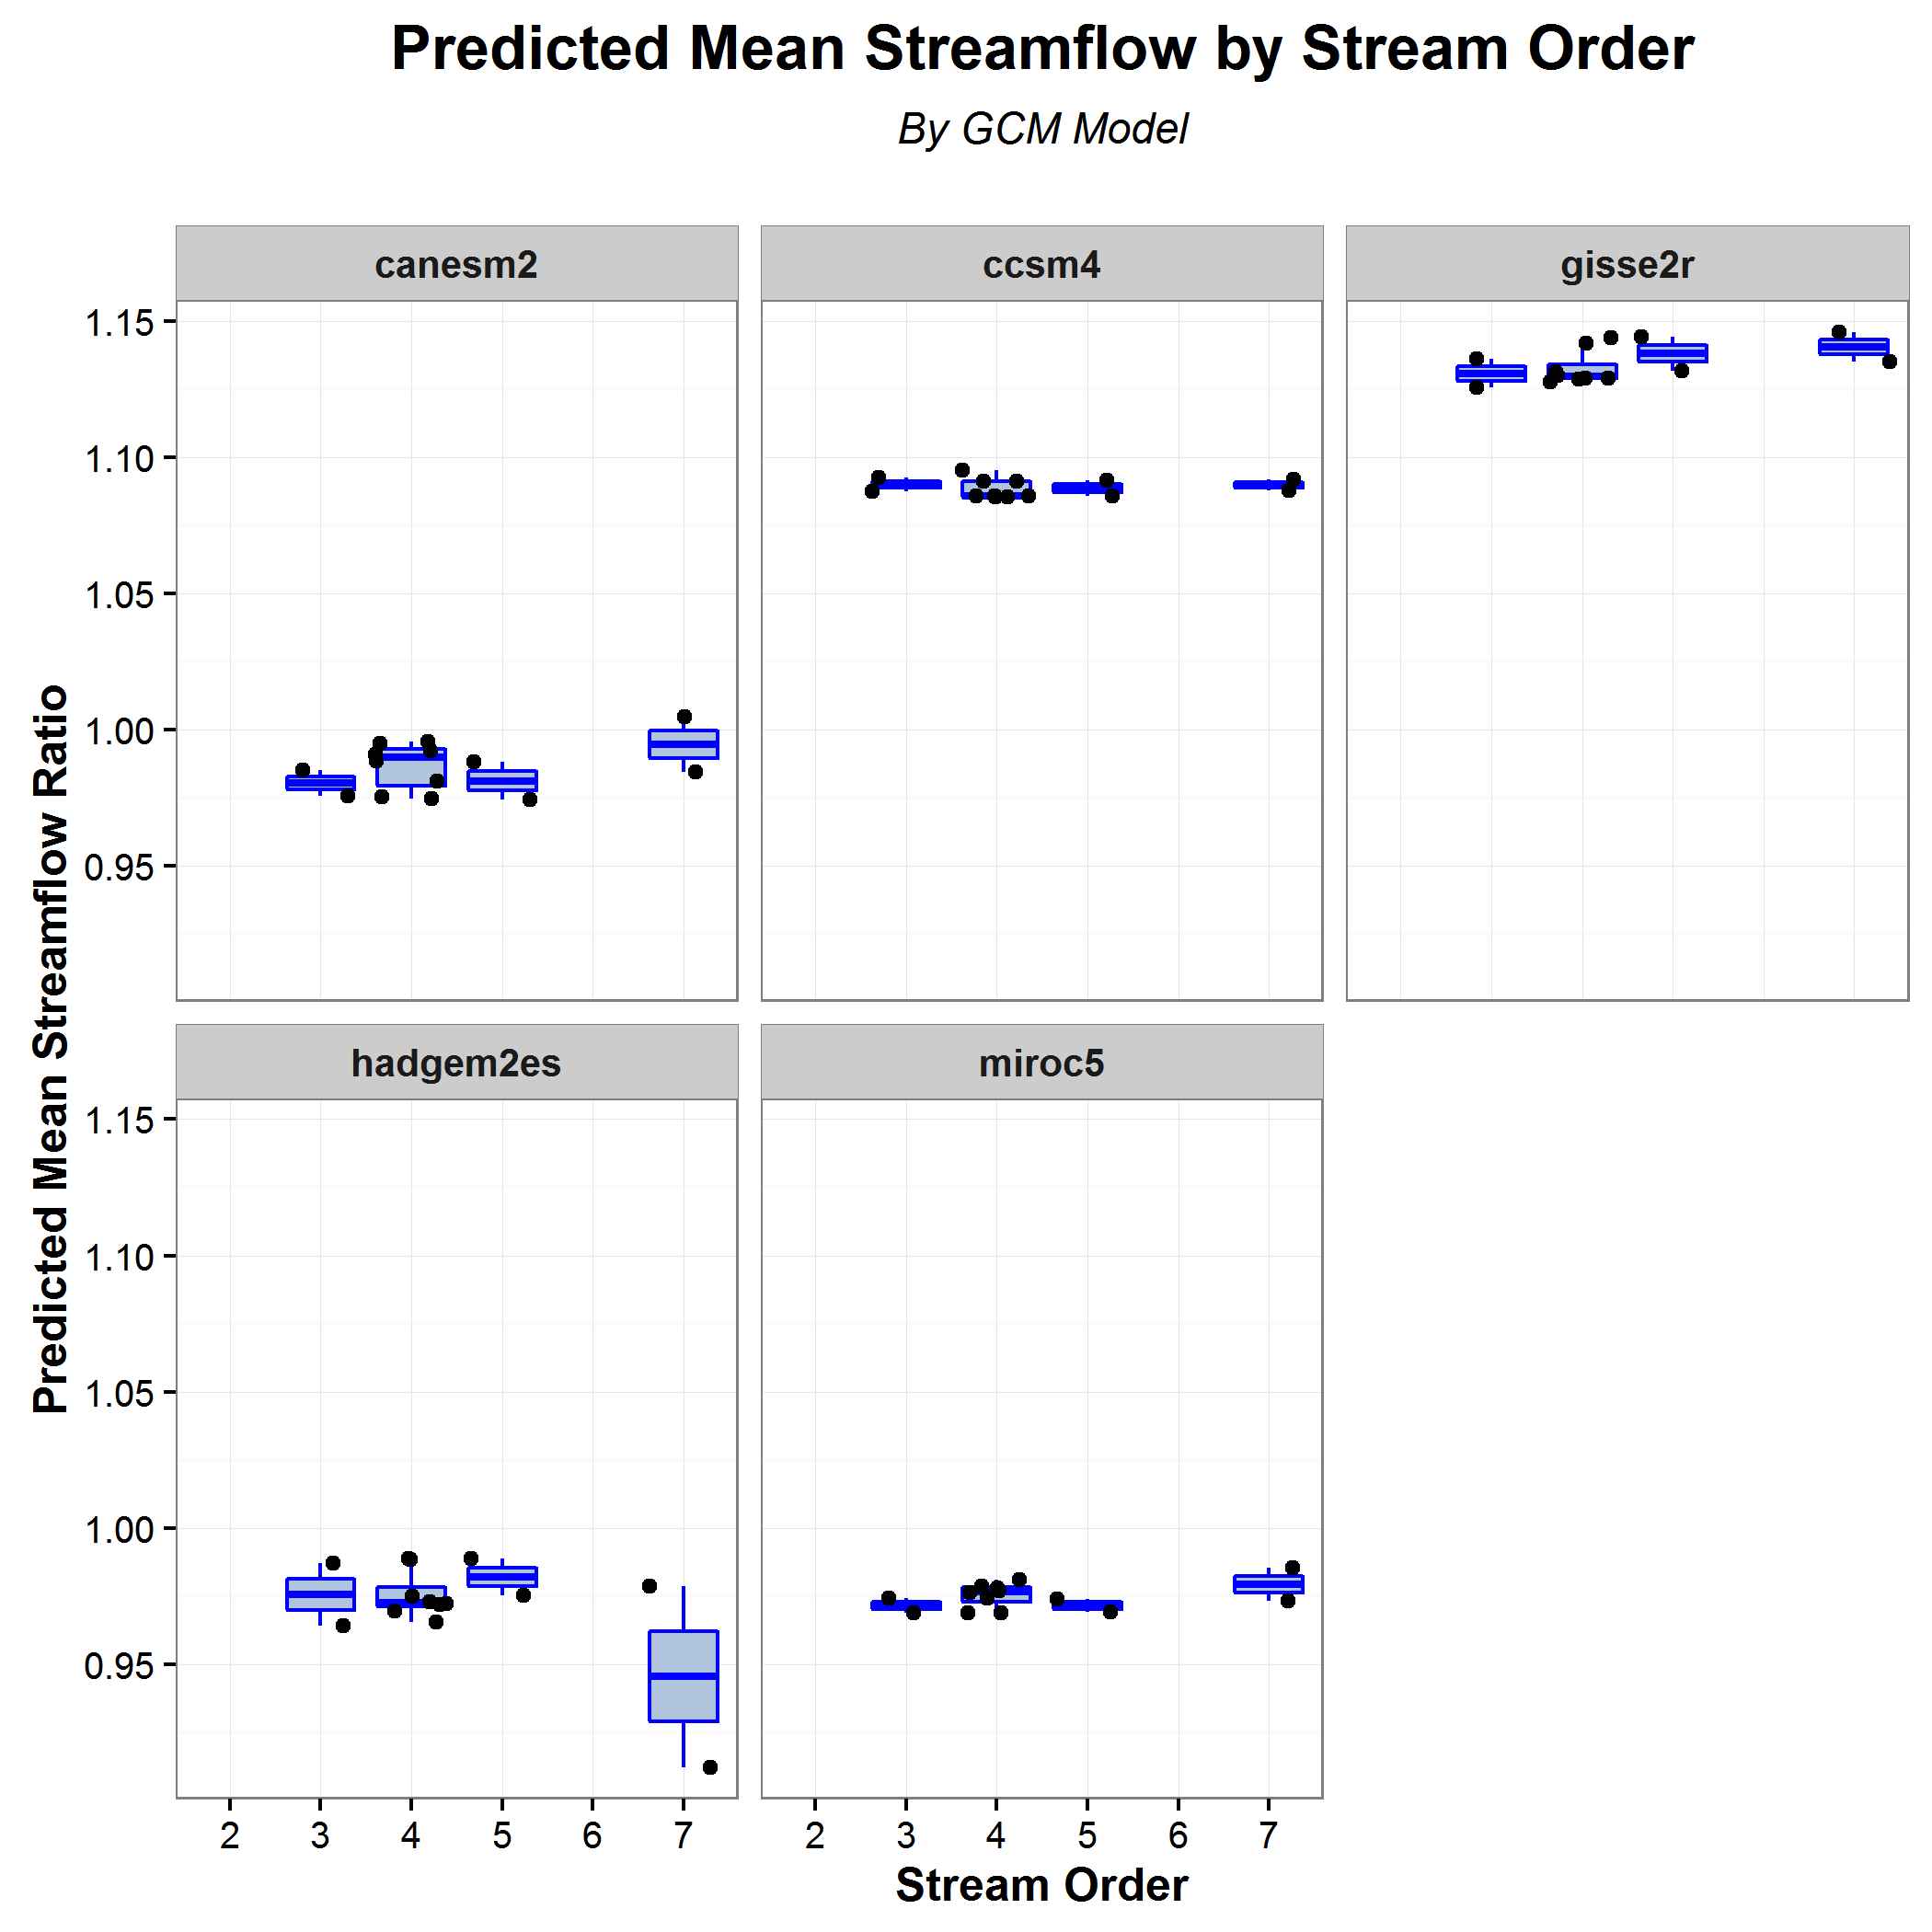 Predicted Mean Streamflow by Stream Order
By GCM Model
canesm2
ccsm4
gisse2r
1.15
1.10
1.05
1.00
0.95
Predicted Mean Streamflow Ratio
hadgem2es
miroc5
1.15
1.10
1.05
1.00
0.95
2 3 4 5 6 7
2 3 4 5 6 7
Stream Order